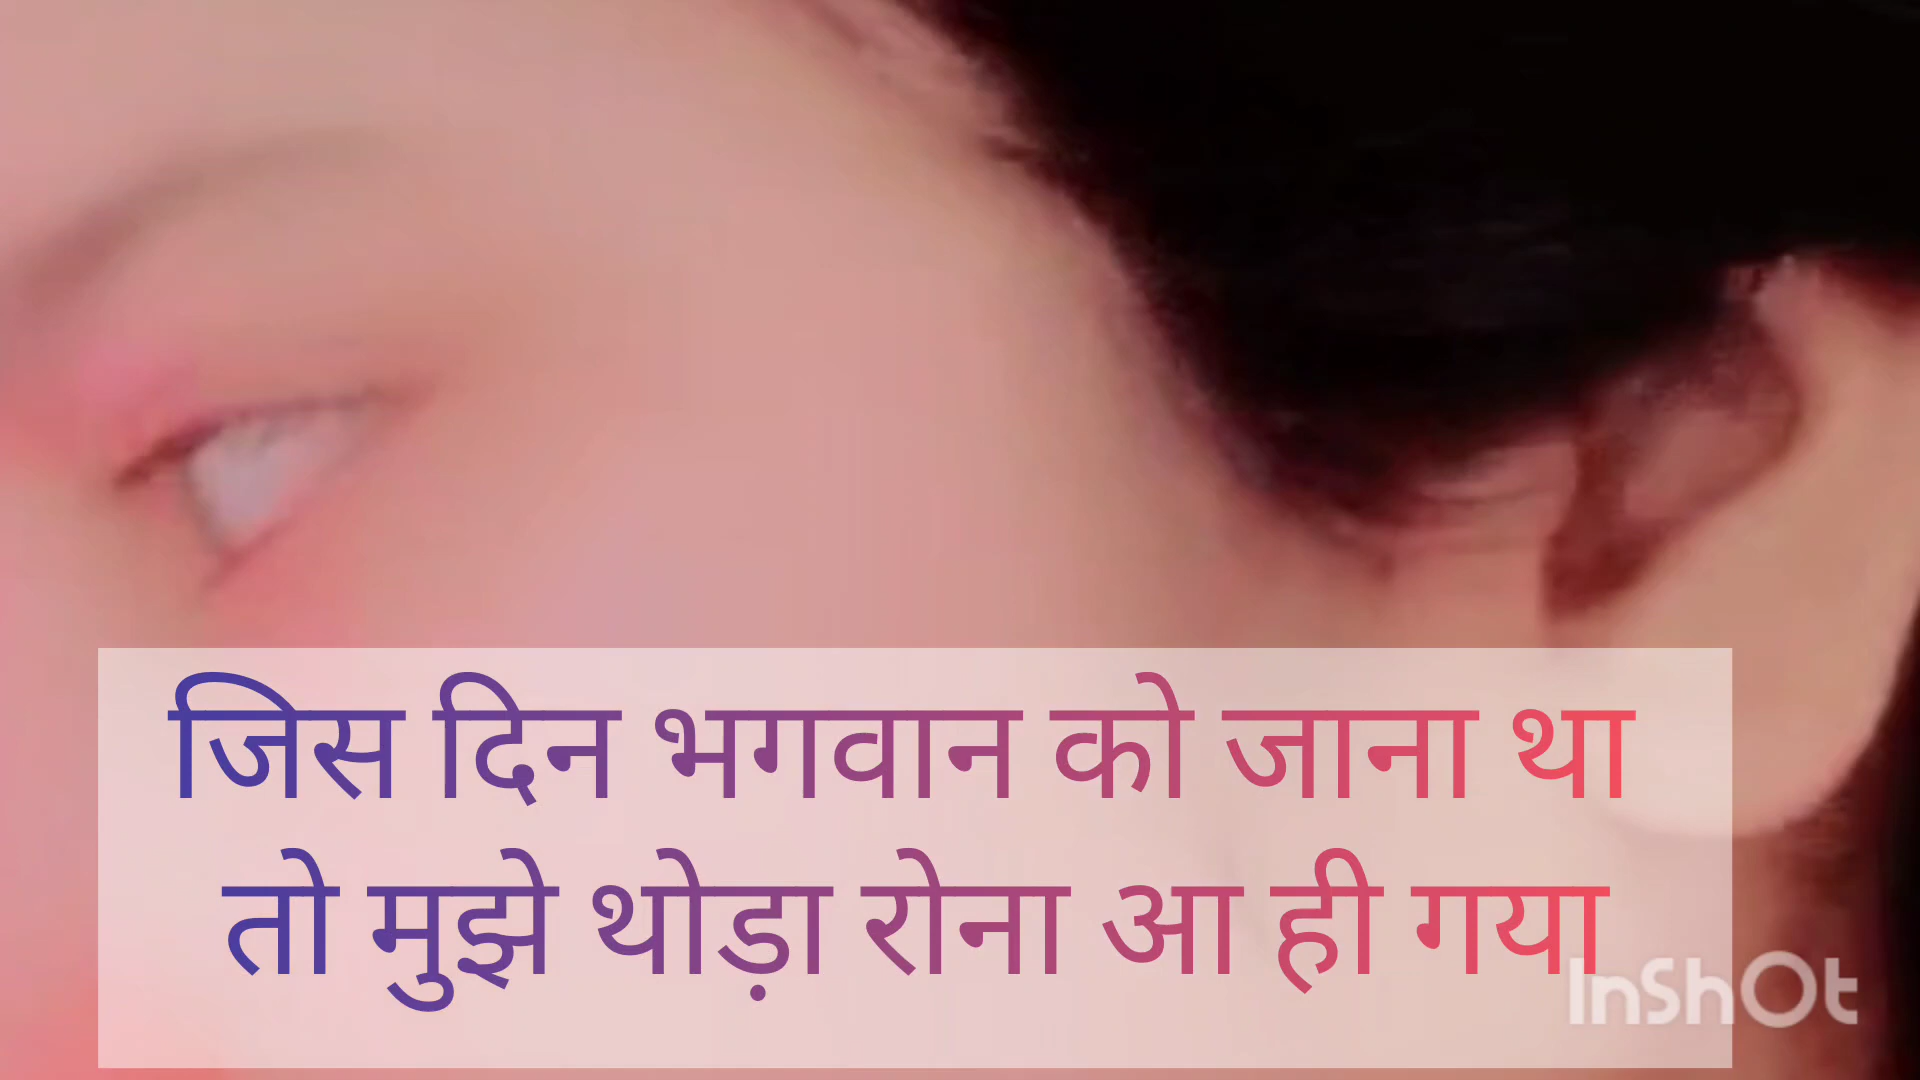 जिस दिन भगवान को जाना था
तो मुझे थोड़ा रोना आ ही गया
InShOt